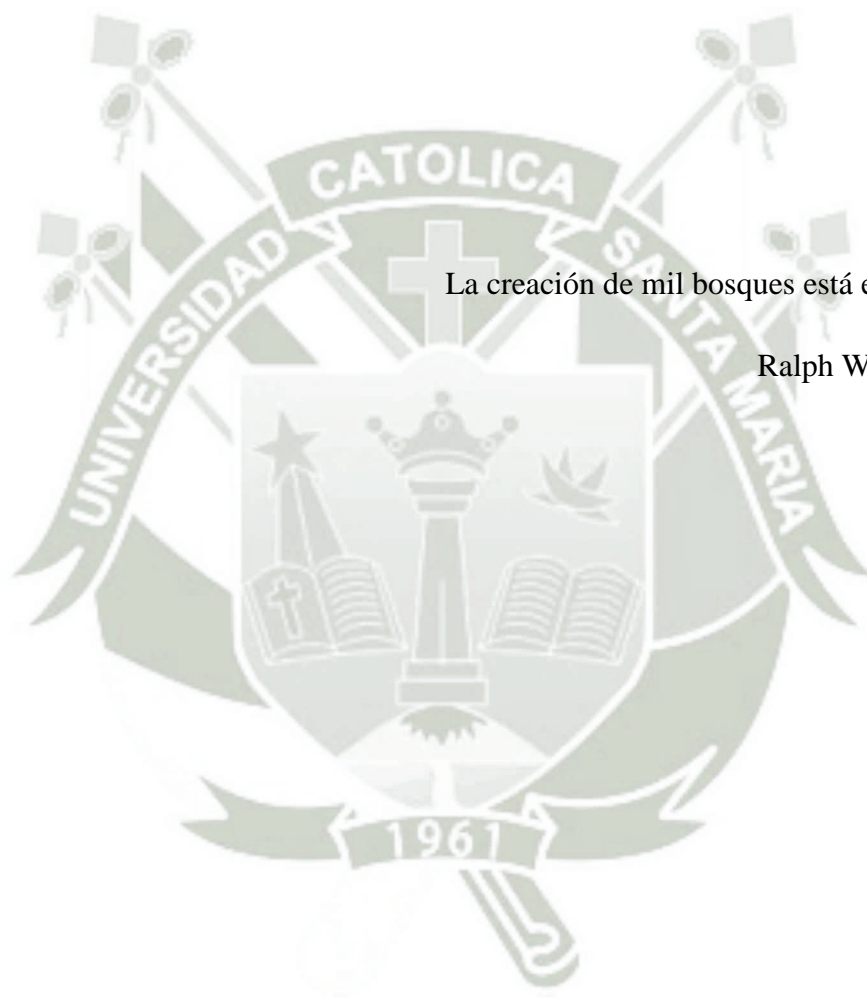 CATOLICA
UNIVERSIDAD
SANTA MARIA
La creación de mil bosques está
Ralph
1961